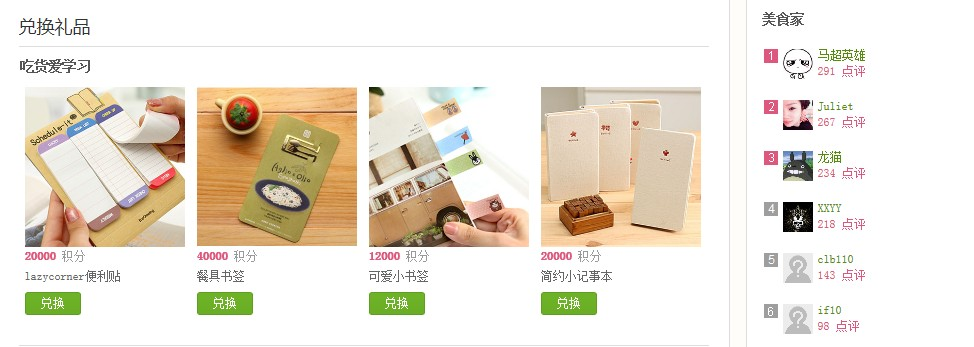 兑换礼品
吃货爱学习
Schedule-it
20000 积分
lazycorner便利贴
兑换
Aglio e Olio
40000 积分
餐具书签
兑换
12000 积分
可爱小书签
兑换
20000 积分
简约小记事本
兑换
美食家
1 马超英雄
291 点评
2 Juliet
267 点评
3 龙猫
234 点评
4 XXYY
218 点评
5 clb110
143 点评
6 if10
98 点评